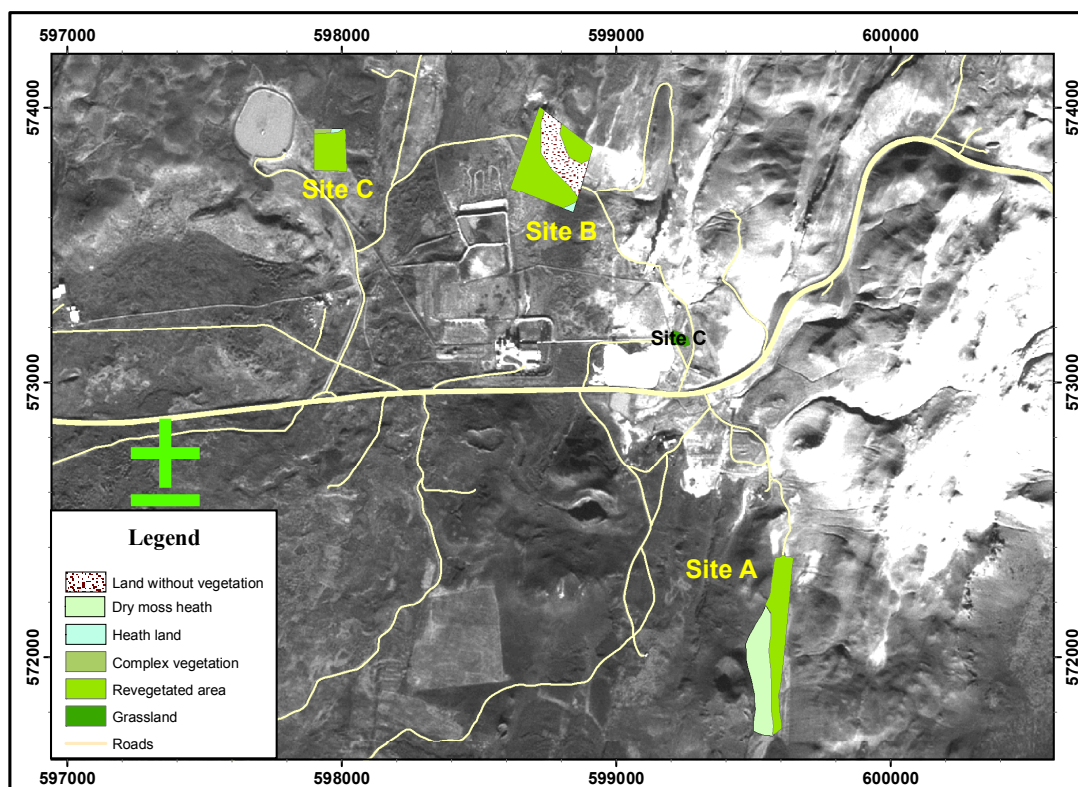 597000 598000 599000 600000
574000 574000
Site C
Site B
Site C
573000 573000
Site A
Legend
Land without vegetation
Dry moss heath
Heath land
Complex vegetation
Revegetated area
Grassland
Roads
572000 572000
597000 598000 599000 600000